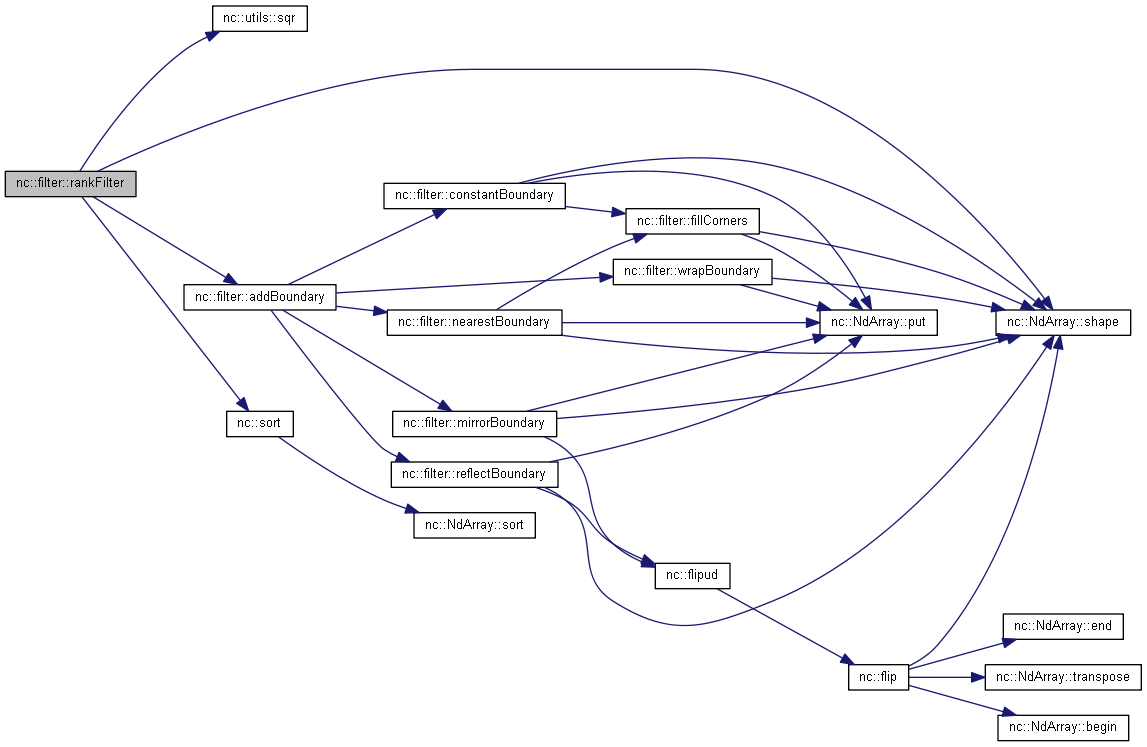 nc::utils::sqr
nc::filter::rankFilter
nc::filter::constantBoundary
nc::filter::fillCorners
nc::filter::wrapBoundary
nc::filter::addBoundary
nc::filter::nearestBoundary
nc::NdArray::put
nc::NdArray::shape
nc::sort
nc::filter::mirrorBoundary
nc::filter::reflectBoundary
nc::NdArray::sort
nc::flipud
nc::NdArray::end
nc::flip
nc::NdArray::transpose
nc::NdArray::begin